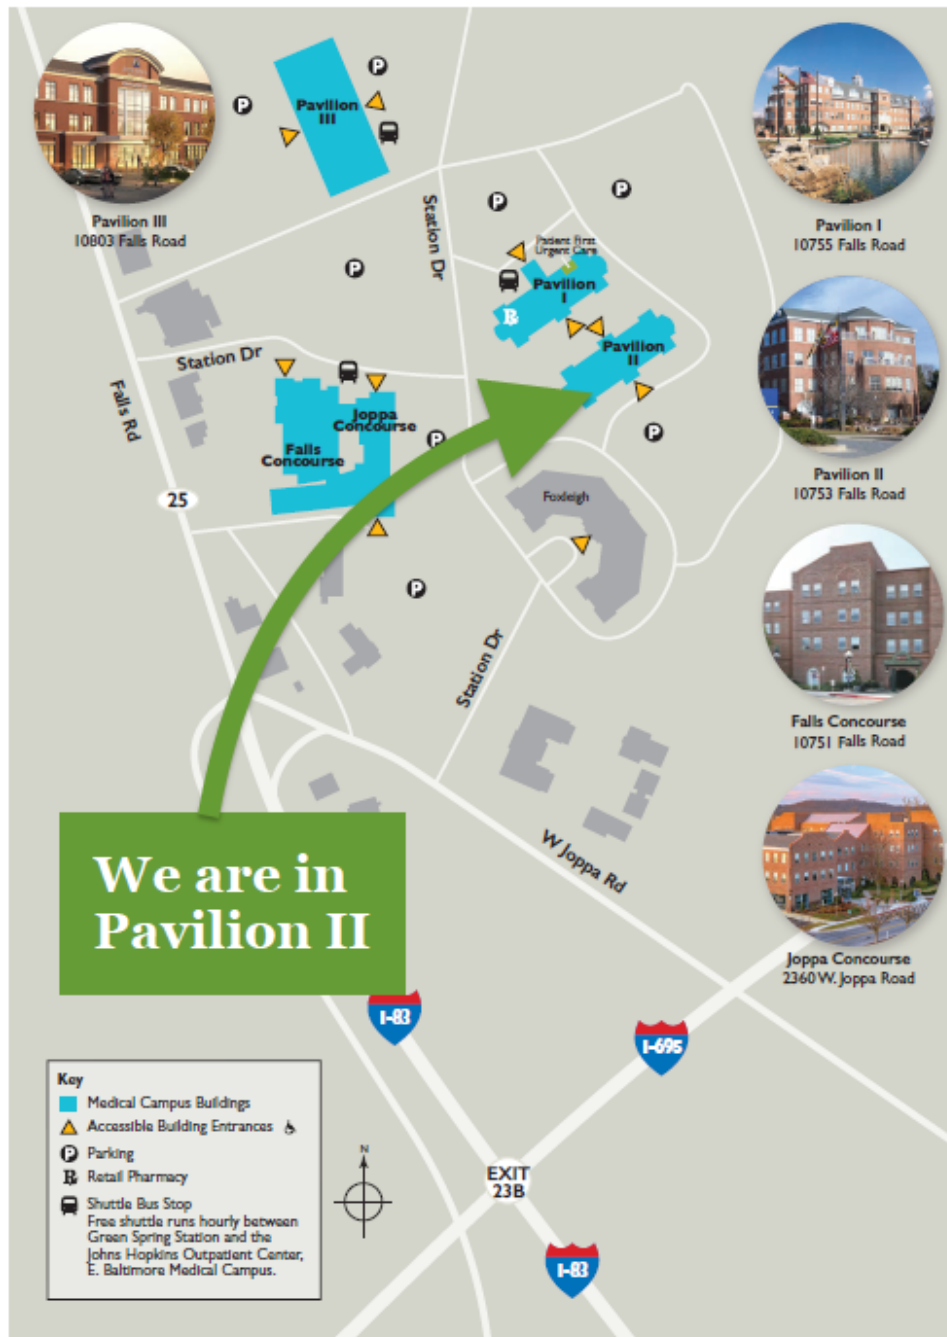 Pavilion III
10803 Falls Road
Pavilion
III
Pavilion I
10755 Falls Road
Station Dr
Patient First
Urgent Care
Pavilion
I
Rx
Pavilion
II
Station Dr
Falls Rd
Joppa
Concourse
Falls
Concourse
25
Foxleigh
Pavilion II
10753 Falls Road
Station Dr
Falls Concourse
10751 Falls Road
W Joppa Rd
We are in
Pavilion II
Joppa Concourse
2360 W. Joppa Road
I-83
I-695
EXIT
23B
I-83
N
Key
Medical Campus Buildings
Accessible Building Entrances
P Parking
Rx Retail Pharmacy
Shuttle Bus Stop
Free shuttle runs hourly between
Green Spring Station and the
Johns Hopkins Outpatient Center,
E. Baltimore Medical Campus.
P
P
P
P
P
P
P
P